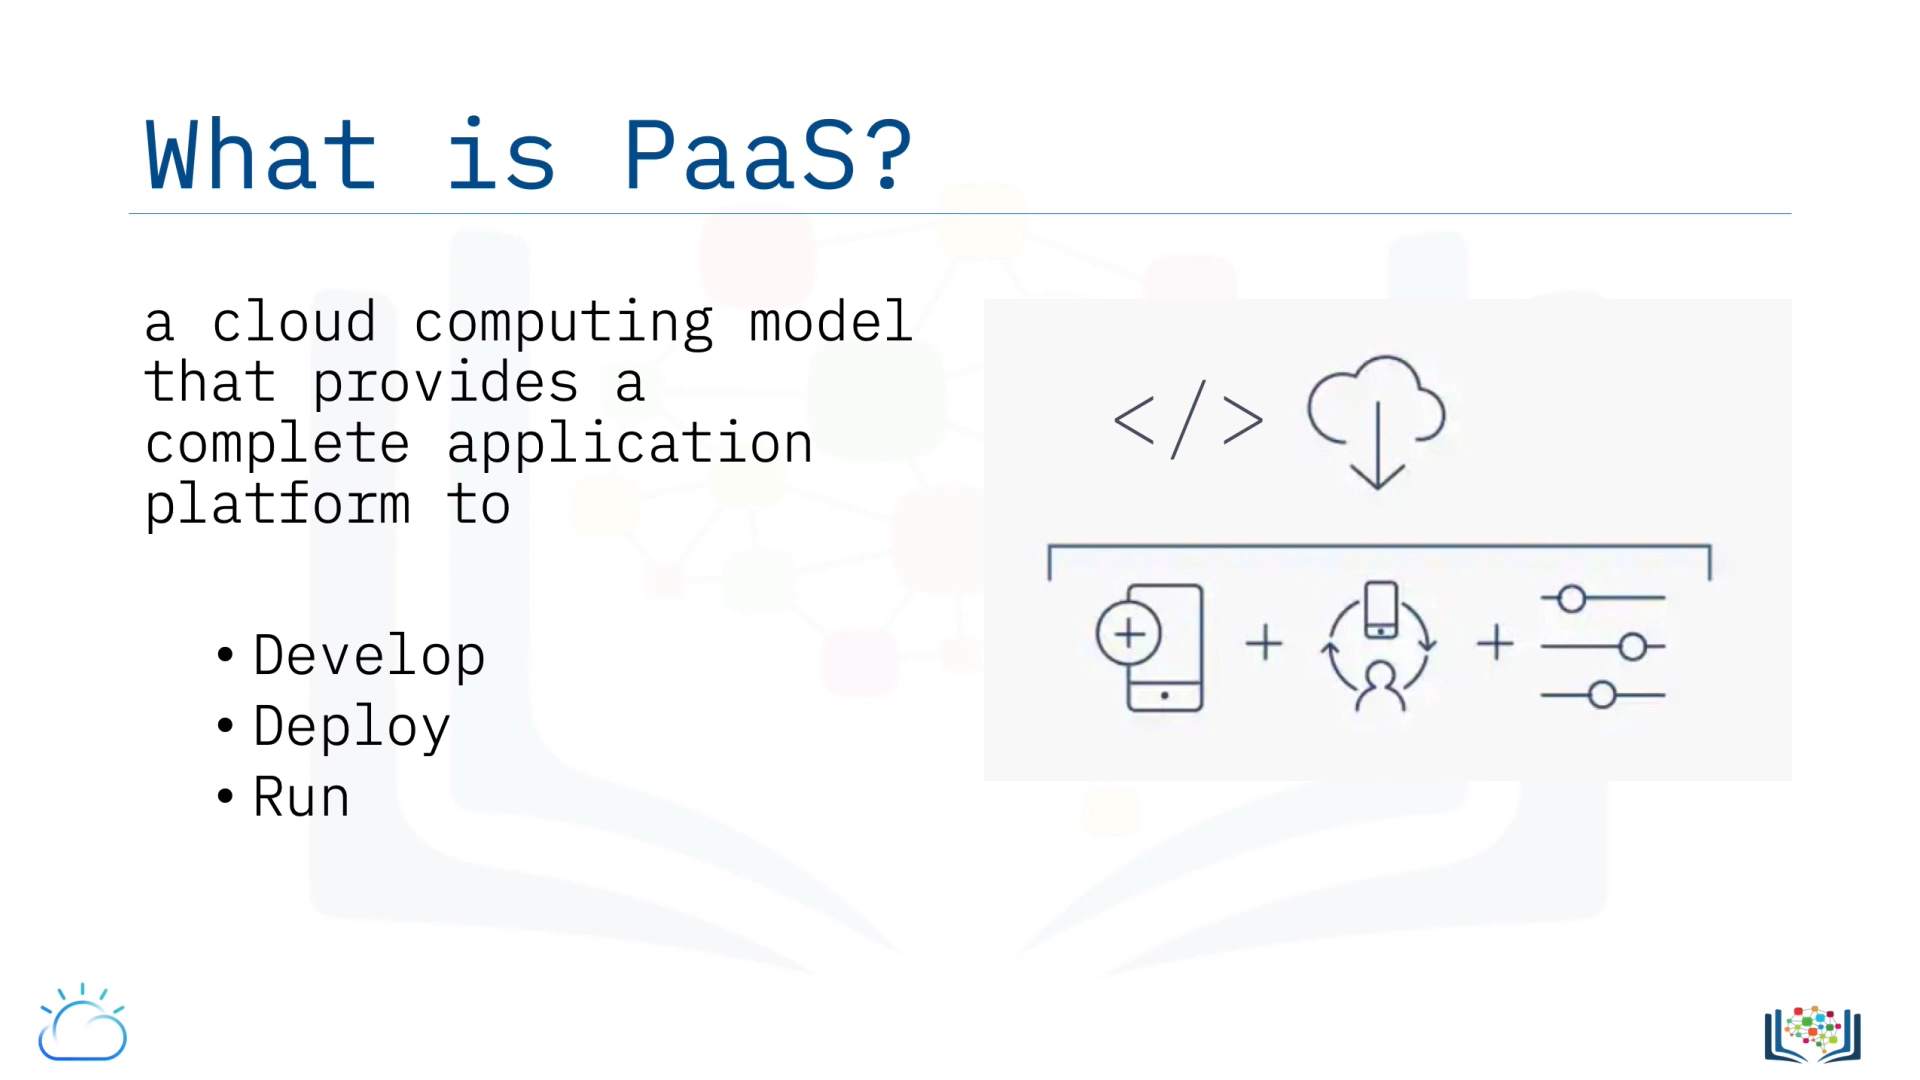 What is PaaS?
a cloud computing model
that provides a
complete application
platform to
• Develop
• Deploy
• Run